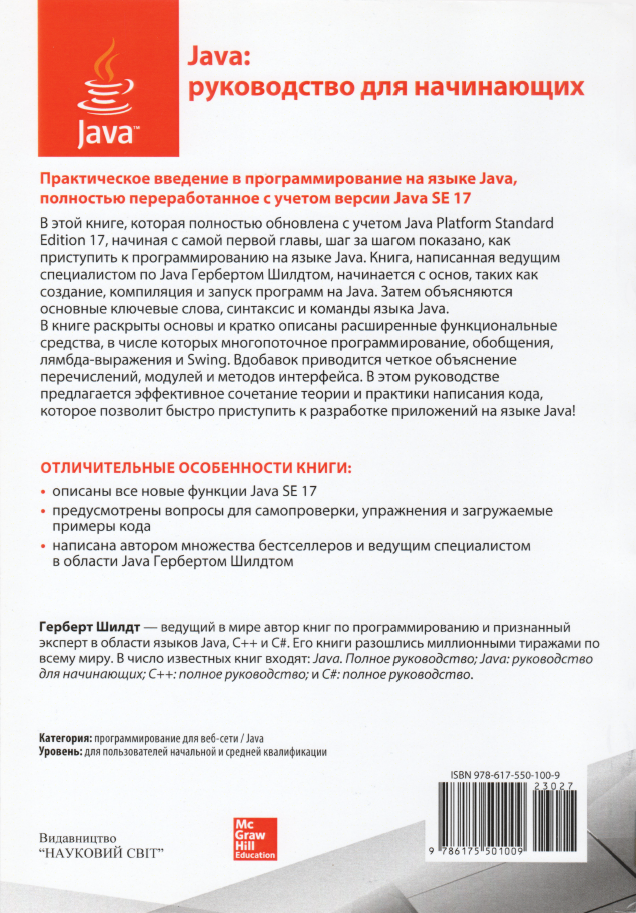 Java™
Java:
руководство для начинающих
Практическое введение в программирование на языке Java,
полностью переработанное с учетом версии Java SE 17
В этой книге, которая полностью обновлена с учетом Java Platform Standard
Edition 17, начиная с самой первой главы, шаг за шагом показано, как
приступить к программированию на языке Java. Книга, написанная ведущим
специалистом по Java Гербертом Шилдтом, начинается с основ, таких как
создание, компиляция и запуск программ на Java. Затем объясняются
основные ключевые слова, синтаксис и команды языка Java.
В книге раскрыты основы и кратко описаны расширенные функциональные
средства, в числе которых многопоточное программирование, обобщения,
лямбда-выражения и Swing. Вдобавок приводится четкое объяснение
перечислений, модулей и методов интерфейса. В этом руководстве
предлагается эффективное сочетание теории и практики написания кода,
которое позволит быстро приступить к разработке приложений на языке Java!
ОТЛИЧИТЕЛЬНЫЕ ОСОБЕННОСТИ КНИГИ:
• описаны все новые функции Java SE 17
• предусмотрены вопросы для самопроверки, упражнения и загружаемые
примеры кода
• написана автором множества бестселлеров и ведущим специалистом
в области Java Гербертом Шилдтом
Герберт Шилдт — ведущий в мире автор книг по программированию и признанный
эксперт в области языков Java, C++ и C#. Его книги разошлись миллионными тиражами по
всему миру. В число известных книг входят: Java. Полное руководство; Java: руководство
для начинающих; C++: полное руководство; и C#: полное руководство.
Категория: программирование для веб-сети / Java
Уровень: для пользователей начальной и средней квалификации
ISBN 978-617-550-100-9
23027
9 786175 501009
Mc
Graw
Hill
Education
Видавництво
“НАУКОВИЙ СВІТ”